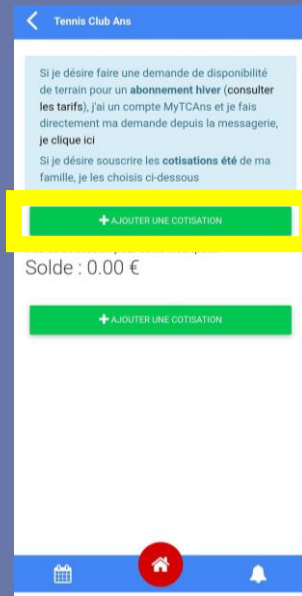 Tennis Club Ans
Si je désire faire une demande de disponibilité
de terrain pour un abonnement hiver (consulter
les tarifs), j'ai un compte MyTCAns et je fais
directement ma demande depuis la messagerie,
je clique ici
Si je désire souscrire les cotisations été de ma
famille, je les choisis ci-dessous
+ AJOUTER UNE COTISATION
Solde : 0.00 €
+ AJOUTER UNE COTISATION